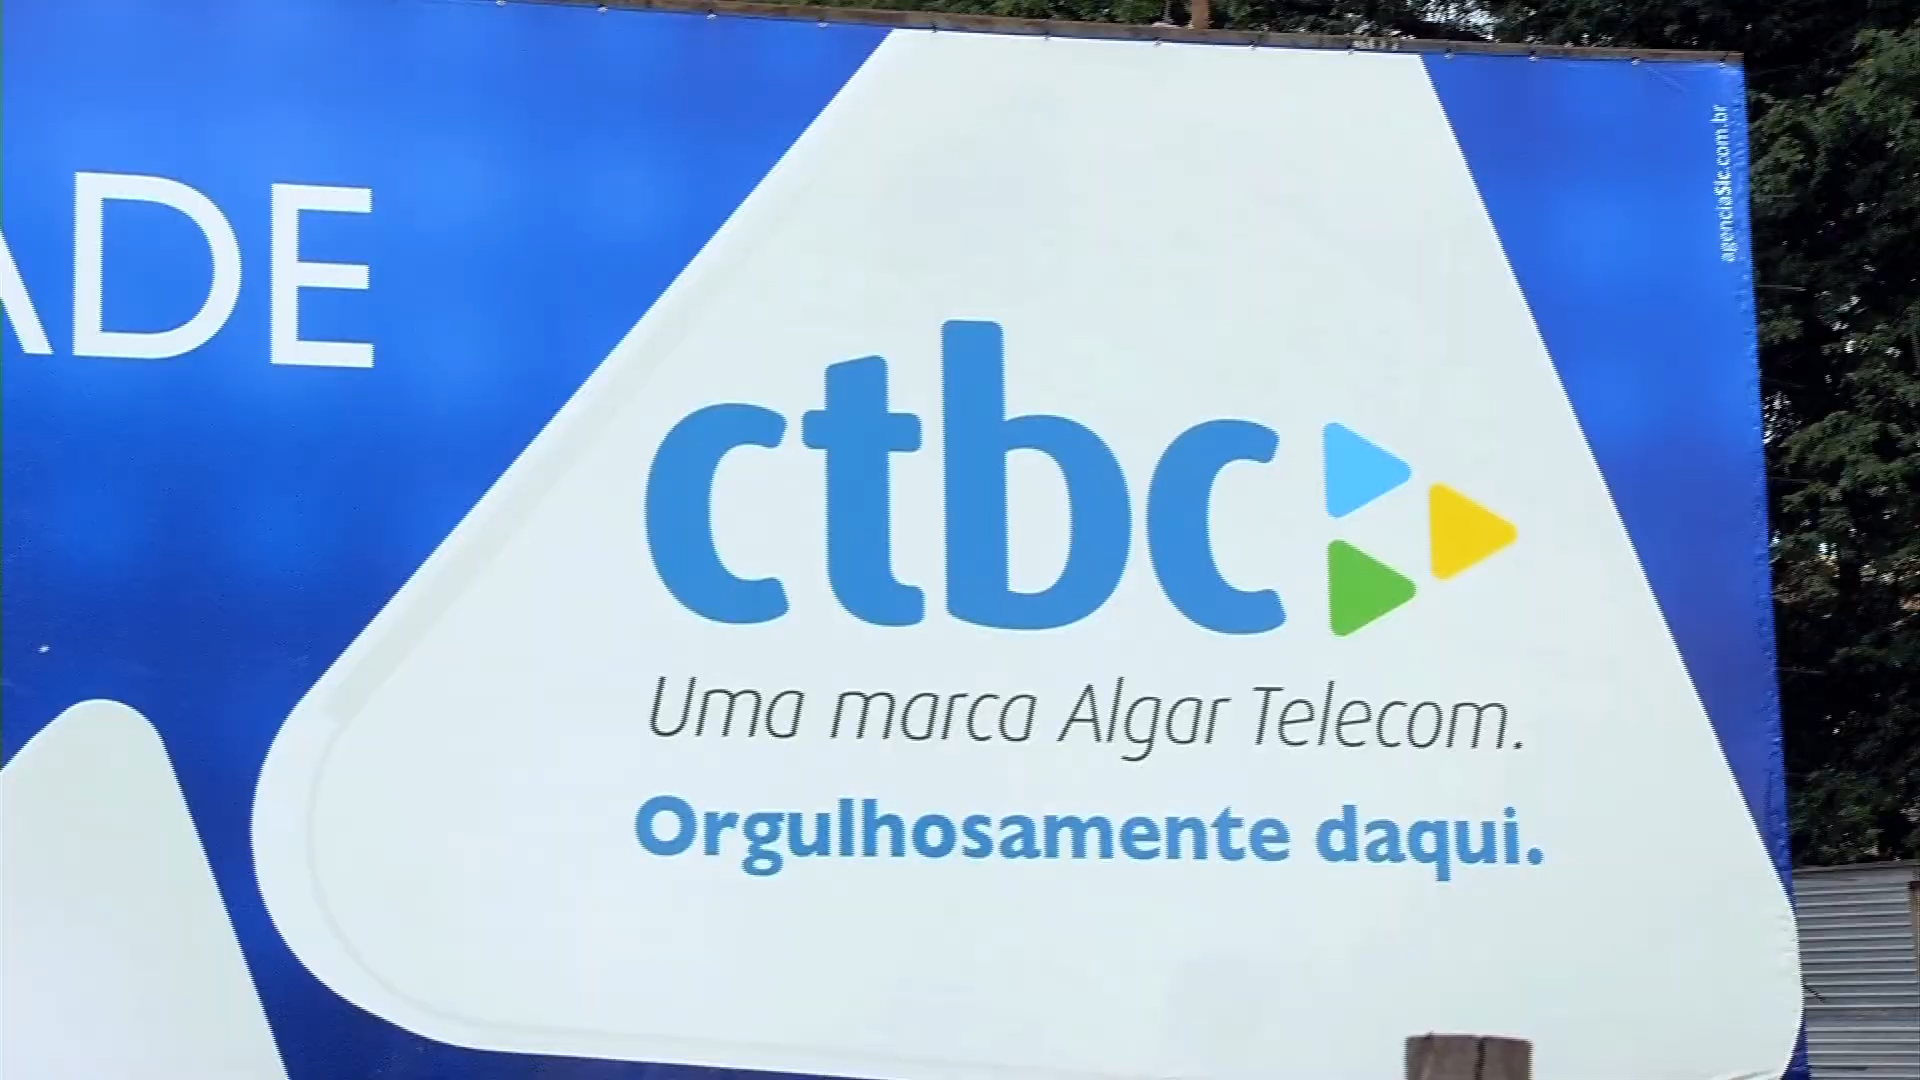 ADE
ctbc
Uma marca Algar Telecom.
Orgulhosamente daqui.
agenciaSic.com.br